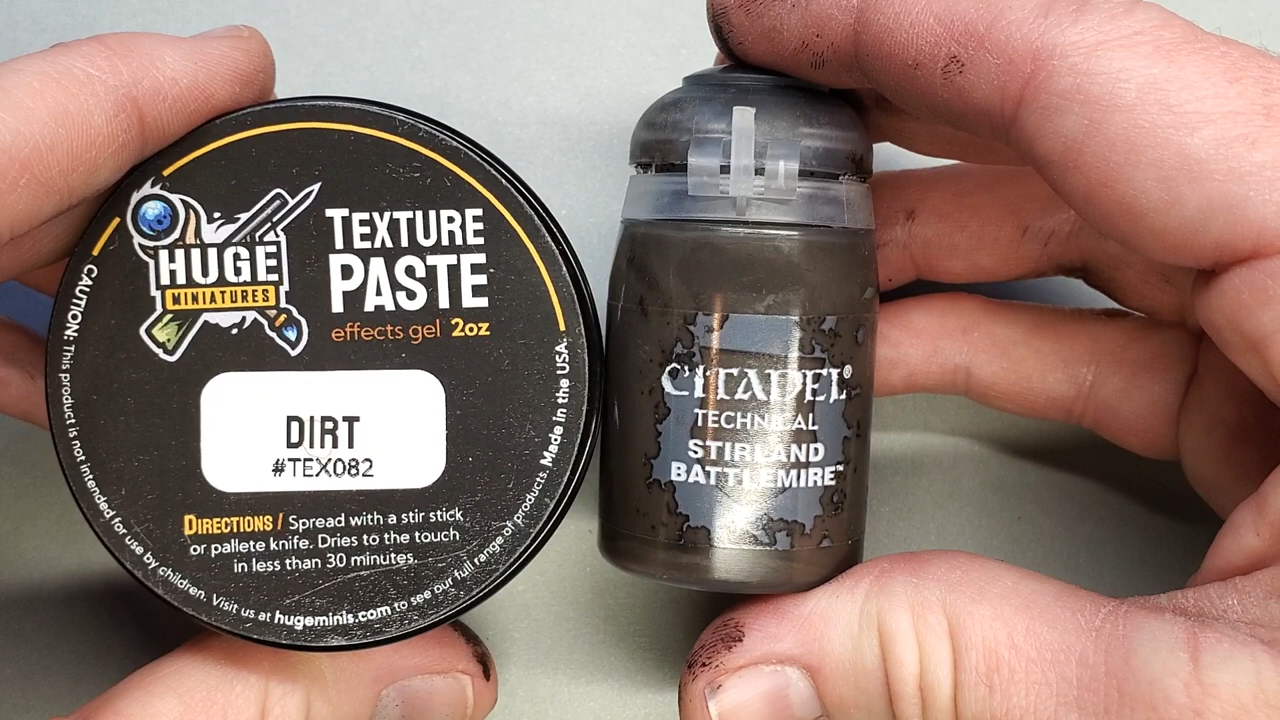 HUGE
MINIATURES
TEXTURE
PASTE
effects gel 2oz
DIRT
#TEX082
DIRECTIONS / Spread with a stir stick
or pallete knife. Dries to the touch
in less than 30 minutes.
CAUTION: This product is not intended for use by children. Visit us at hugeminis.com to see our full range of products. Made in the USA.
CITADEL®
TECHNICAL
STIRLAND
BATTLEMIRE™